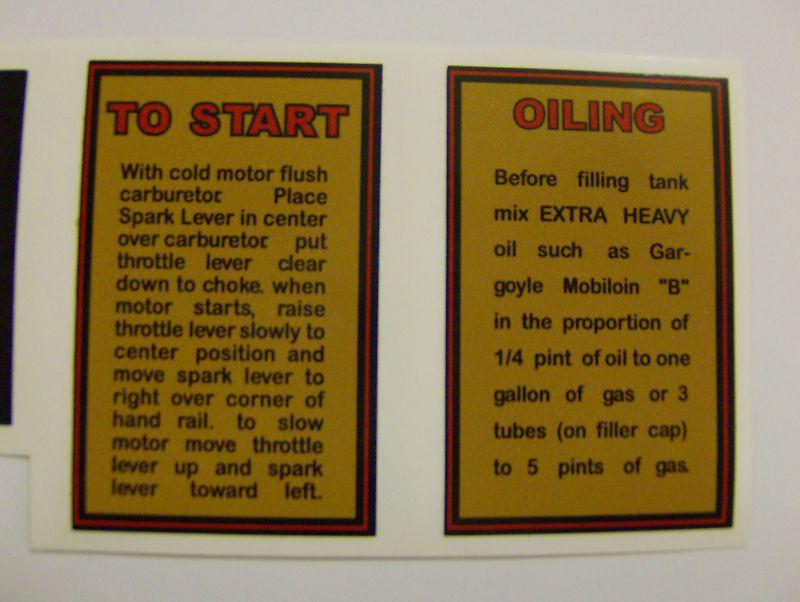 TO START
With cold motor flush
carburetor. Place
Spark Lever in center
over carburetor. put
throttle lever clear
down to choke. when
motor starts, raise
throttle lever slowly to
center position and
move spark lever to
right over corner of
hand rail. to slow
motor move throttle
lever up and spark
lever toward left.
OILING
Before filling tank
mix EXTRA HEAVY
oil such as Gar-
goyle Mobiloin "B"
in the proportion of
1/4 pint of oil to one
gallon of gas or 3
tubes (on filler cap)
to 5 pints of gas.